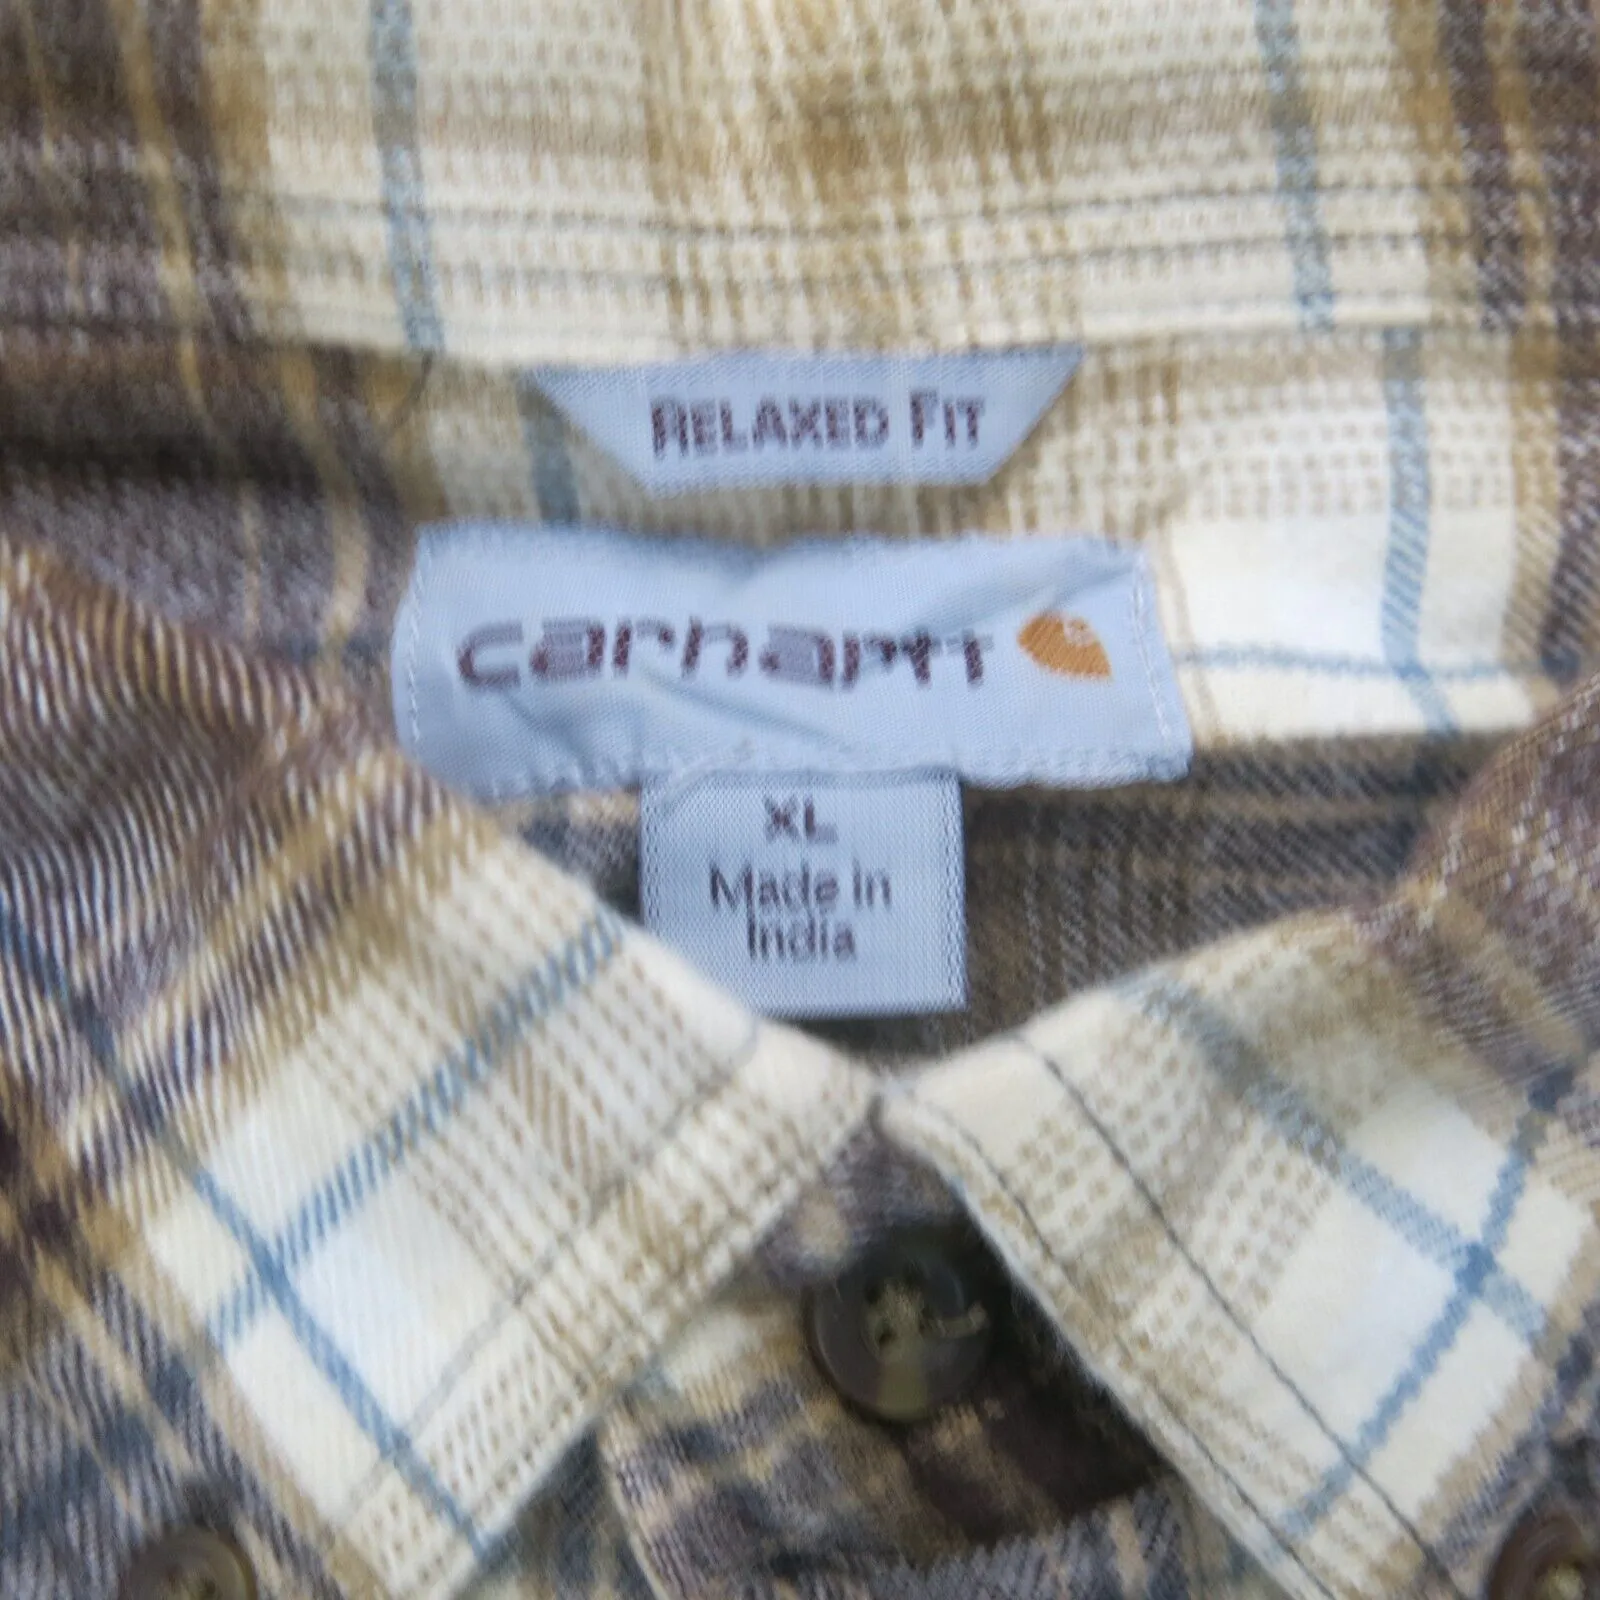 RELAXED FIT
carhartt
XL
Made in
India